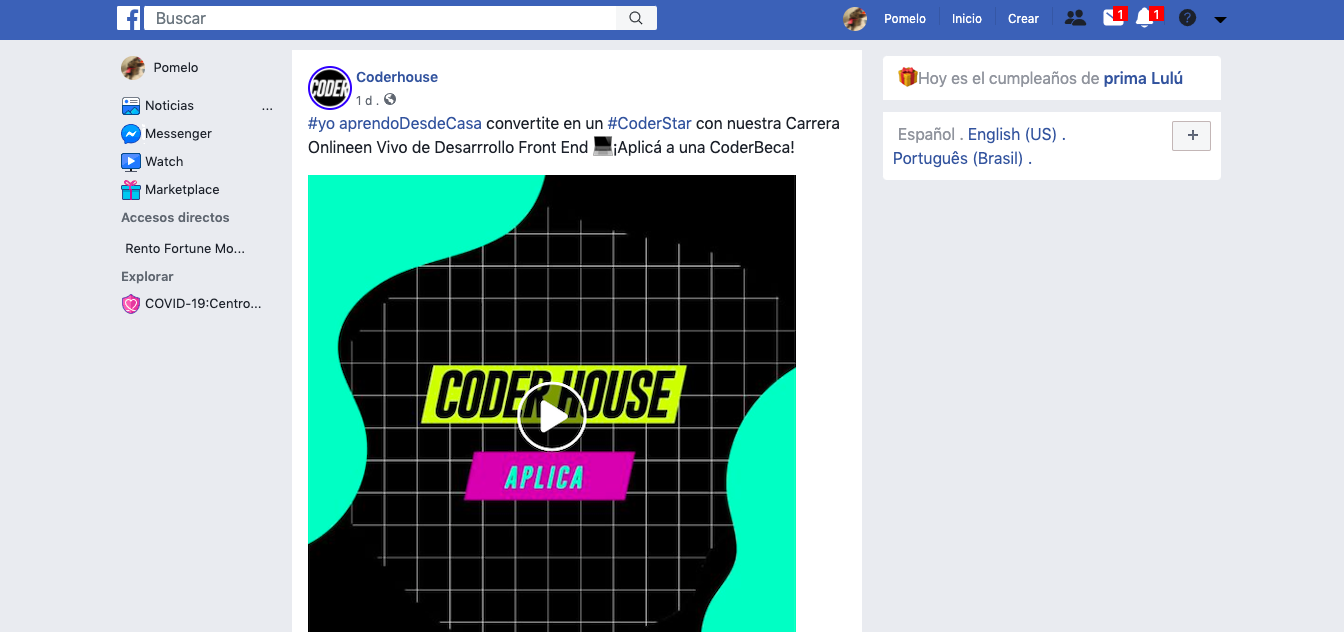 Buscar
Pomelo
Inicio
Crear
1
1
?
Pomelo
Noticias
...
Messenger
Watch
Marketplace
Accesos directos
Rento Fortune Mo...
Explorar
COVID-19:Centro...
CODER
Coderhouse
1 d .
#yo aprendoDesdeCasa convertite en un #CoderStar con nuestra Carrera
Onlineen Vivo de Desarrrollo Front End 💻¡Aplicá a una CoderBeca!
CODER HOUSE
APLICA
🎁Hoy es el cumpleaños de prima Lulú
Español . English (US) .
Português (Brasil) .
+